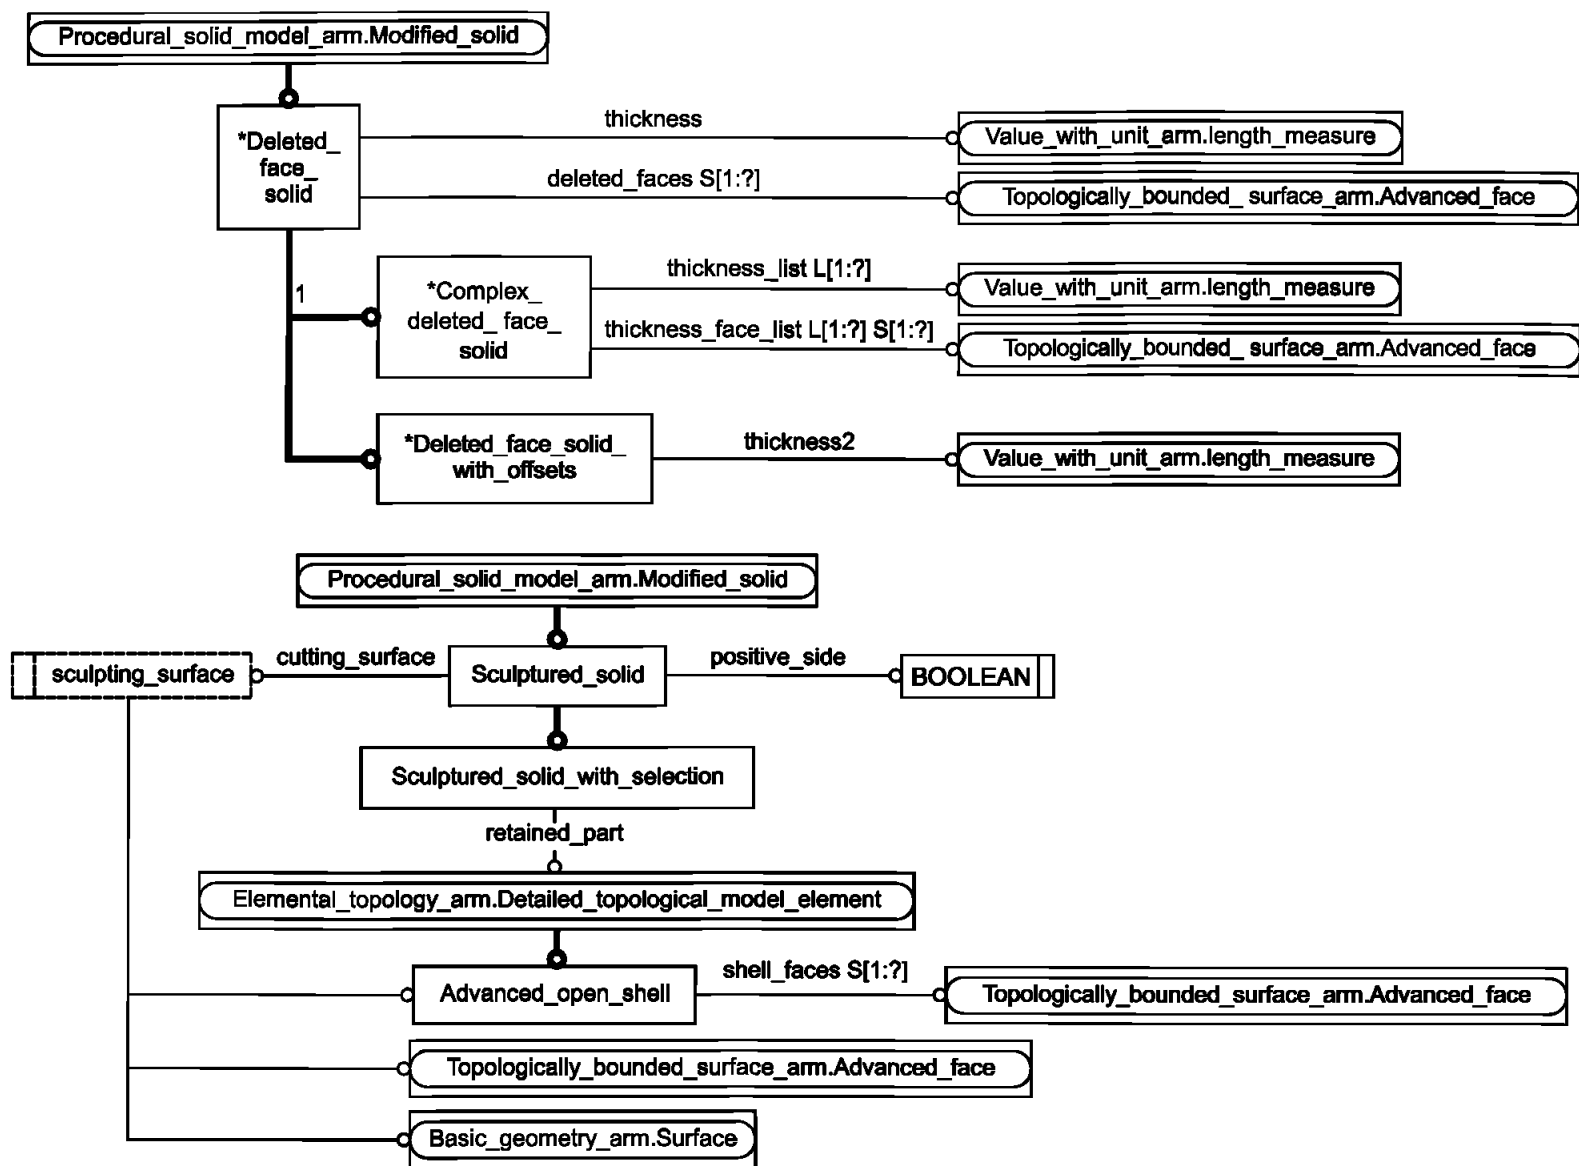 Procedural_solid_model_arm.Modified_solid
*Deleted_
face_
solid
thickness
Value_with_unit_arm.length_measure
deleted_faces S[1:?]
Topologically_bounded_ surface_arm.Advanced_face
1
*Complex_
deleted_ face_
solid
thickness_list L[1:?]
Value_with_unit_arm.length_measure
thickness_face_list L[1:?] S[1:?]
Topologically_bounded_ surface_arm.Advanced_face
*Deleted_face_solid_
with_offsets
thickness2
Value_with_unit_arm.length_measure
Procedural_solid_model_arm.Modified_solid
sculpting_surface
cutting_surface
Sculptured_solid
positive_side
BOOLEAN
Sculptured_solid_with_selection
retained_part
Elemental_topology_arm.Detailed_topological_model_element
Advanced_open_shell
shell_faces S[1:?]
Topologically_bounded_surface_arm.Advanced_face
Topologically_bounded_surface_arm.Advanced_face
Basic_geometry_arm.Surface